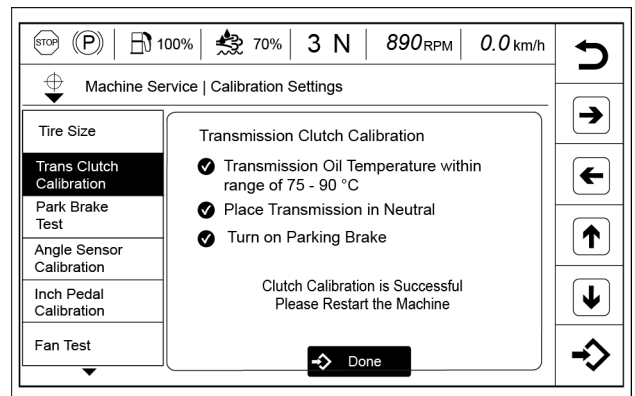 STOP (P) 100% 70% 3 N 890 RPM 0.0 km/h
Machine Service | Calibration Settings
Tire Size
Trans Clutch
Calibration
Park Brake
Test
Angle Sensor
Calibration
Inch Pedal
Calibration
Fan Test
Transmission Clutch Calibration
Transmission Oil Temperature within
range of 75 - 90 °C
Place Transmission in Neutral
Turn on Parking Brake
Clutch Calibration is Successful
Please Restart the Machine
Done